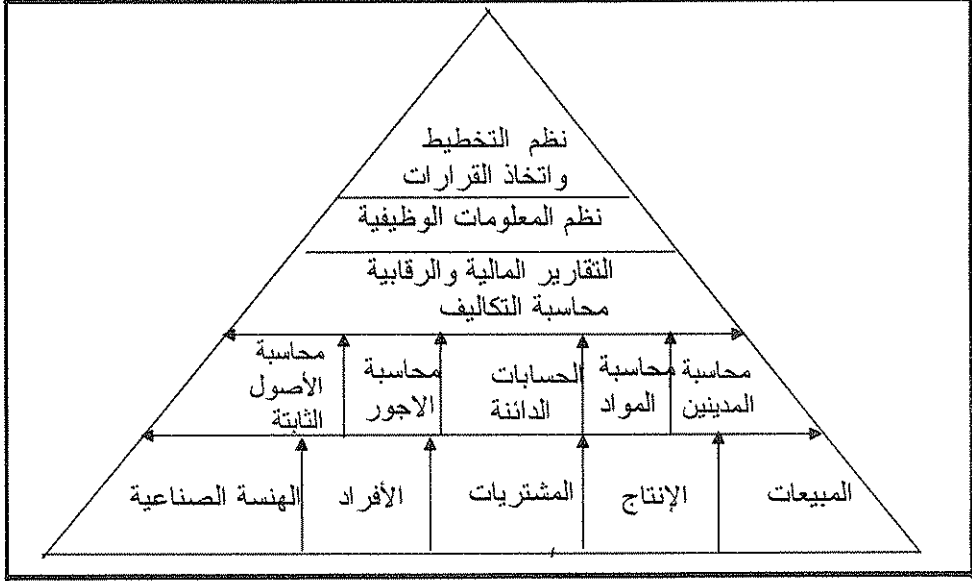 نظم التخطيط
واتخاذ القرارات
نظم المعلومات الوظيفية
التقارير المالية والرقابية
محاسبة التكاليف
محاسبة
المدينين
محاسبة
المواد
الحسابات
الدائنة
محاسبة
الاجور
محاسبة
الأصول
الثابتة
المبيعات
الإنتاج
المشتريات
الأفراد
الهنسة الصناعية